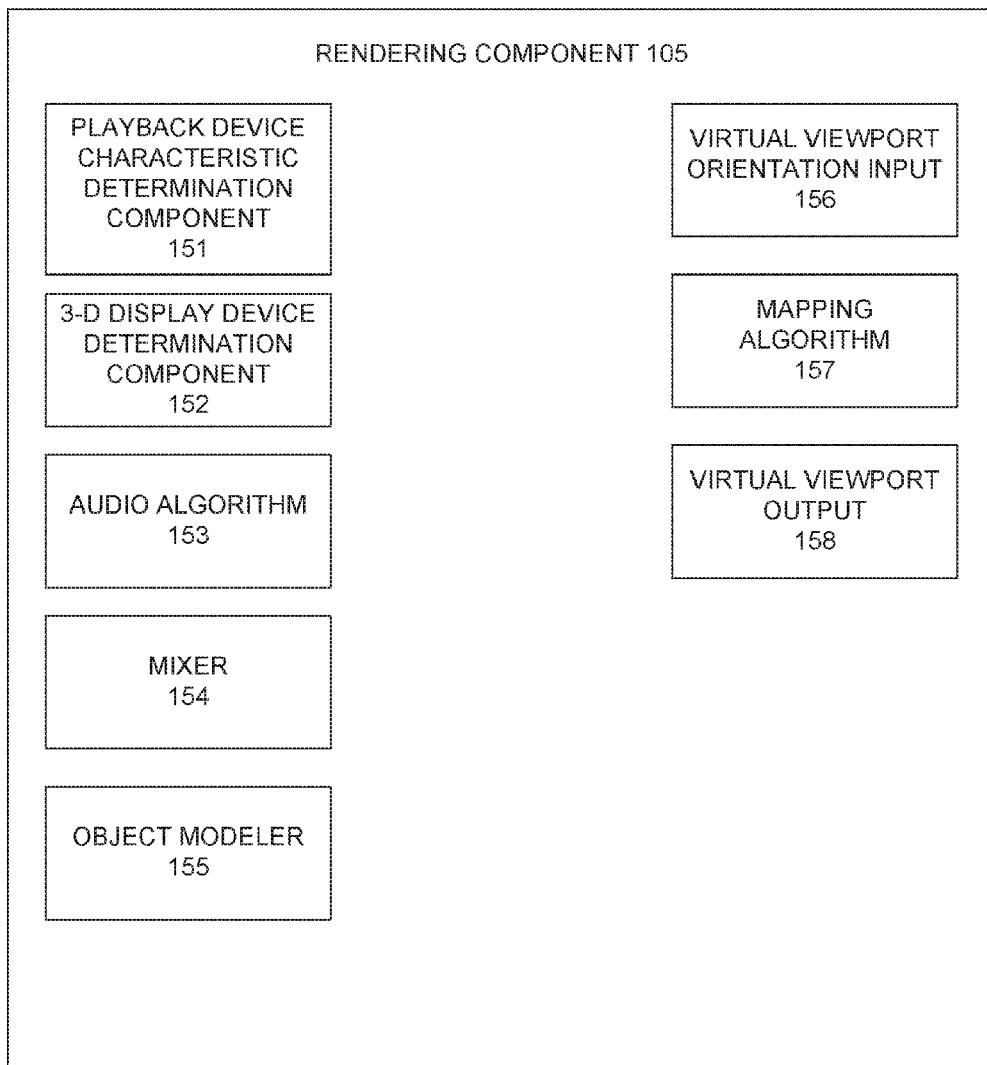 RENDERING COMPONENT 105
PLAYBACK DEVICE
CHARACTERISTIC
DETERMINATION
COMPONENT
151
3-D DISPLAY DEVICE
DETERMINATION
COMPONENT
152
AUDIO ALGORITHM
153
MIXER
154
OBJECT MODELER
155
VIRTUAL VIEWPORT
ORIENTATION INPUT
156
MAPPING
ALGORITHM
157
VIRTUAL VIEWPORT
OUTPUT
158